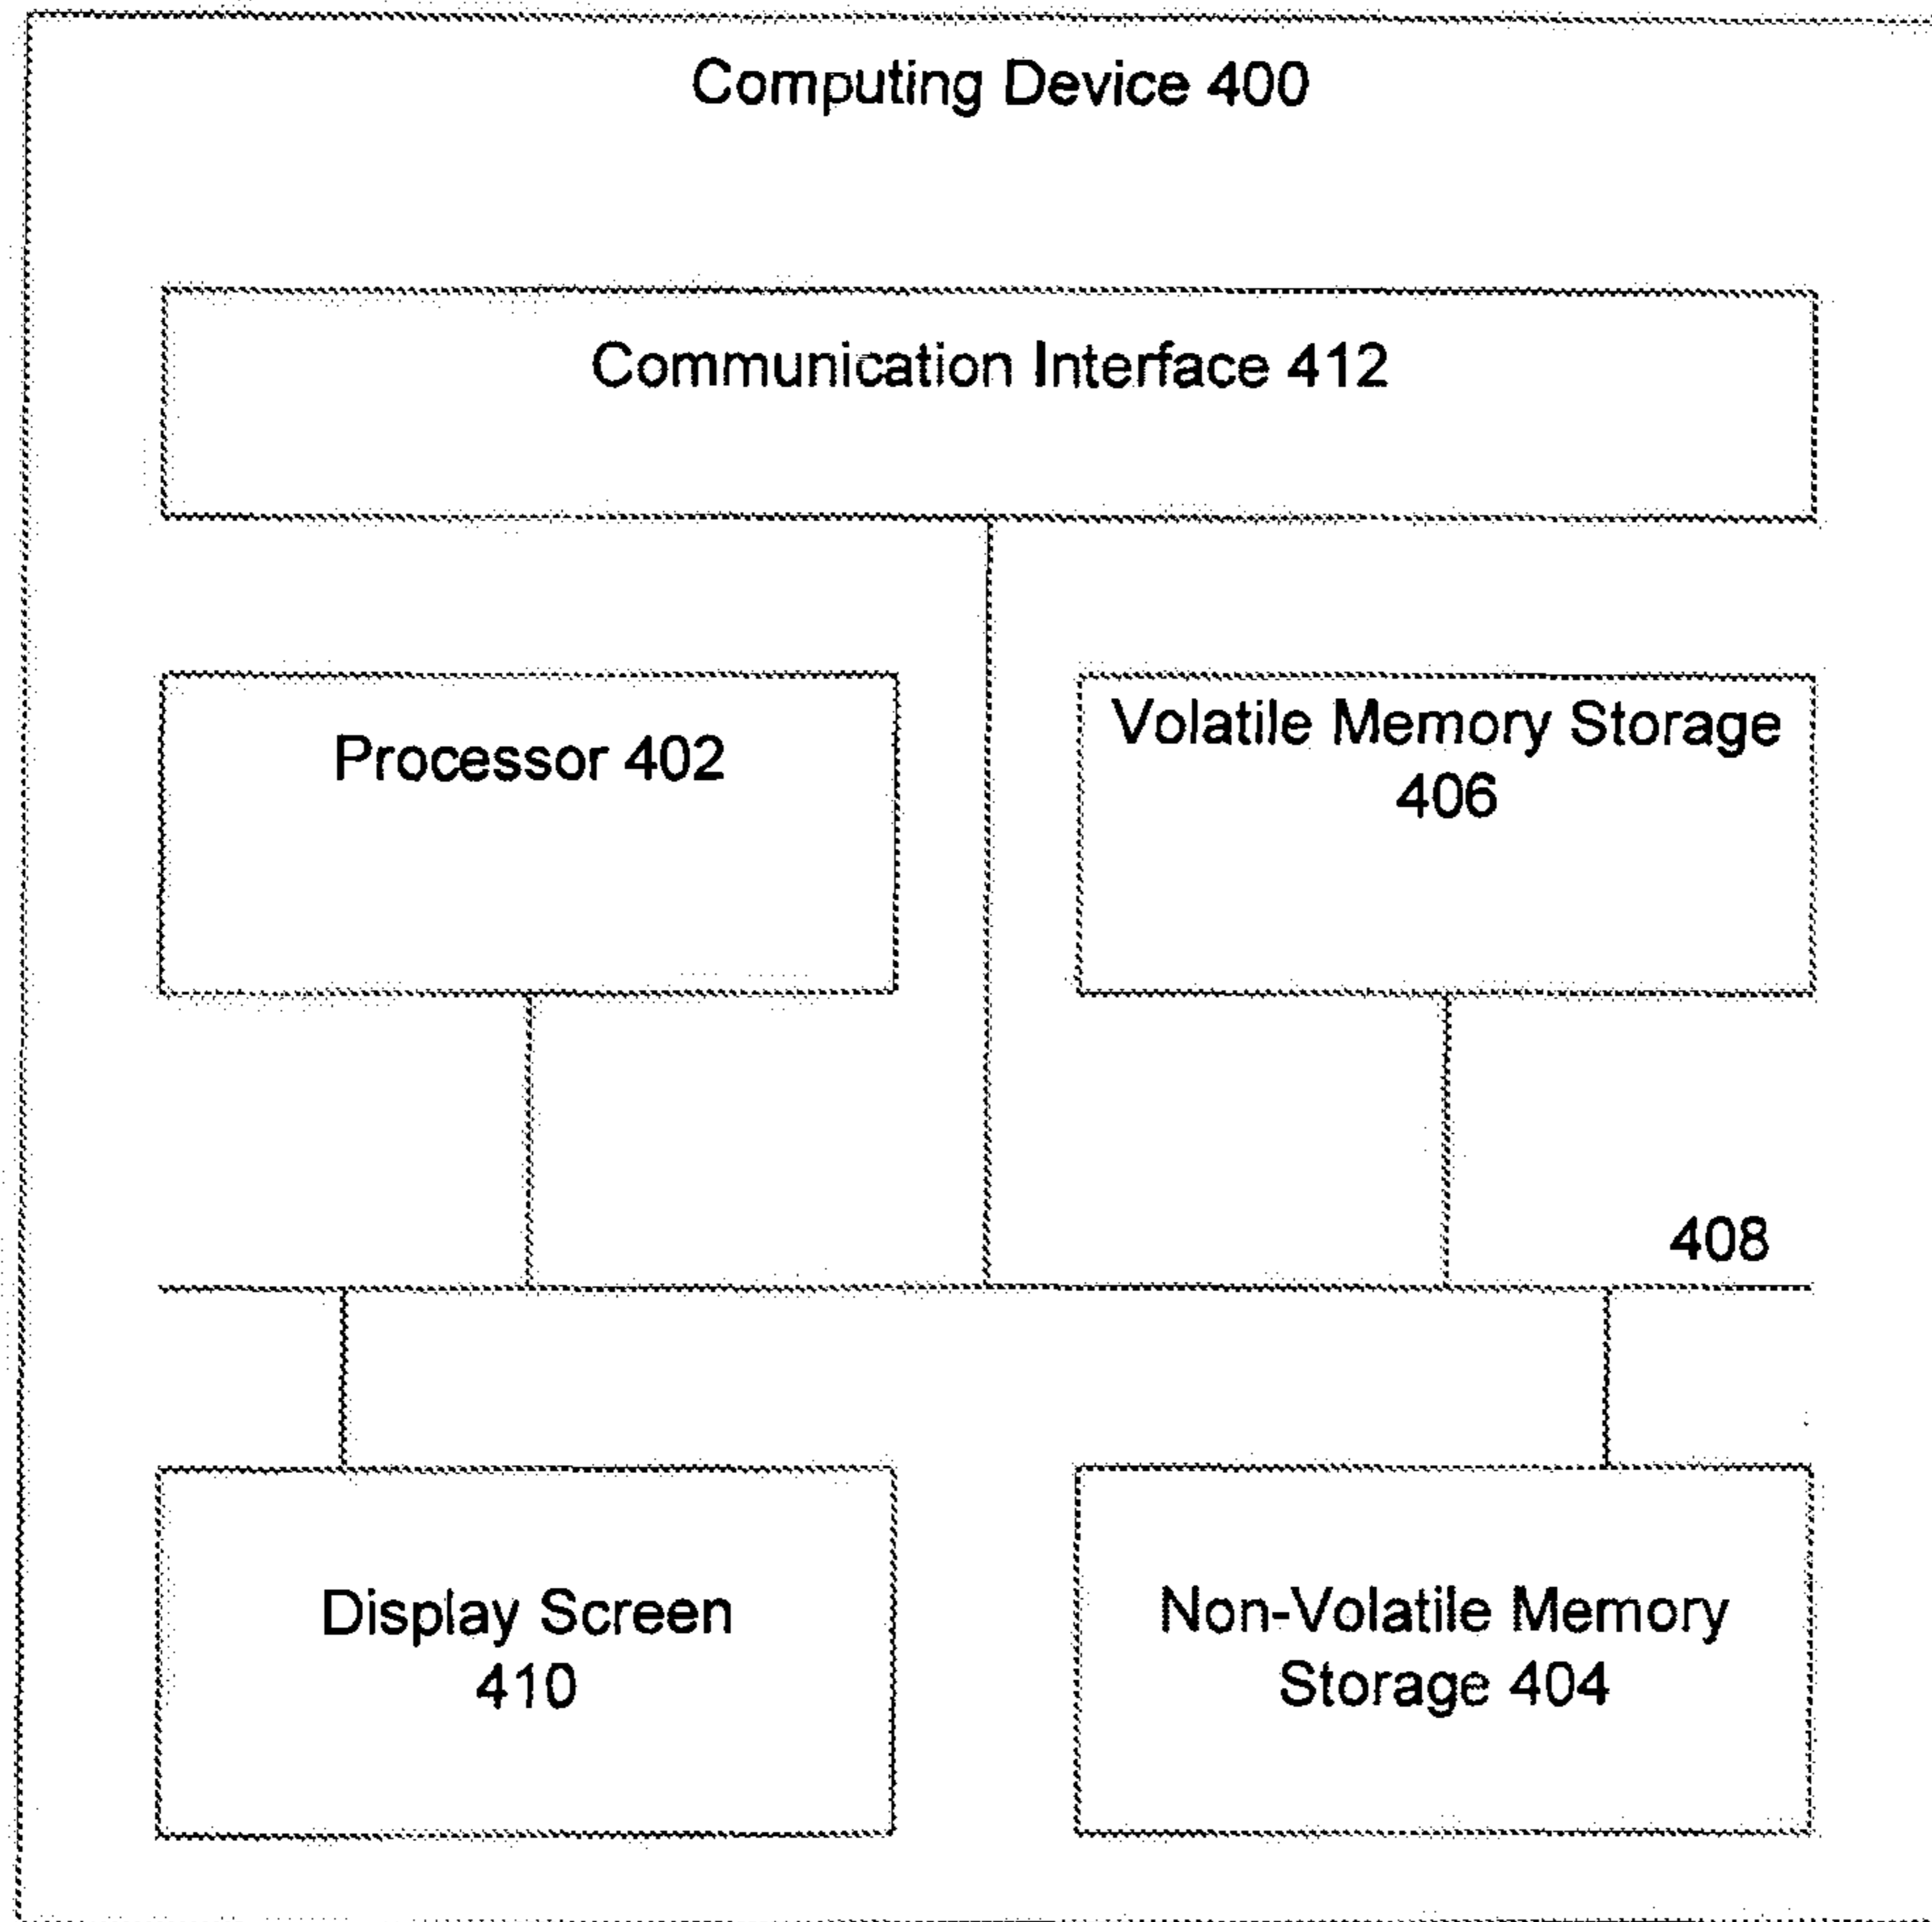 Computing Device 400
Communication Interface 412
Processor 402
Volatile Memory Storage
406
408
Display Screen
410
Non-Volatile Memory
Storage 404